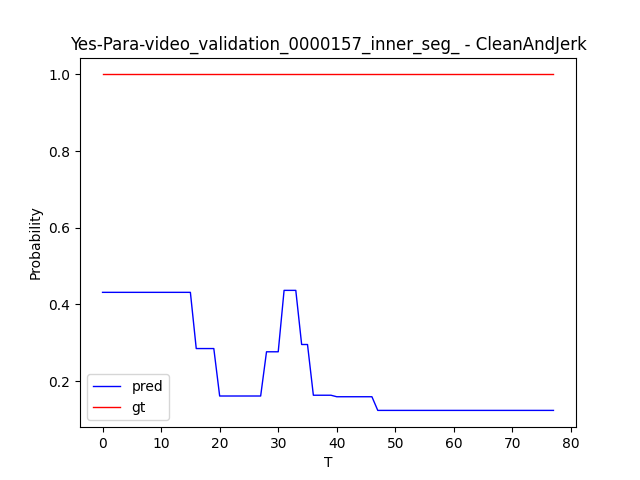 Yes-Para-video_validation_0000157_inner_seg_ - CleanAndJerk
1.0
0.8
0.6
0.4
0.2
Probability
pred
gt
0 10 20 30 40 50 60 70 80
T